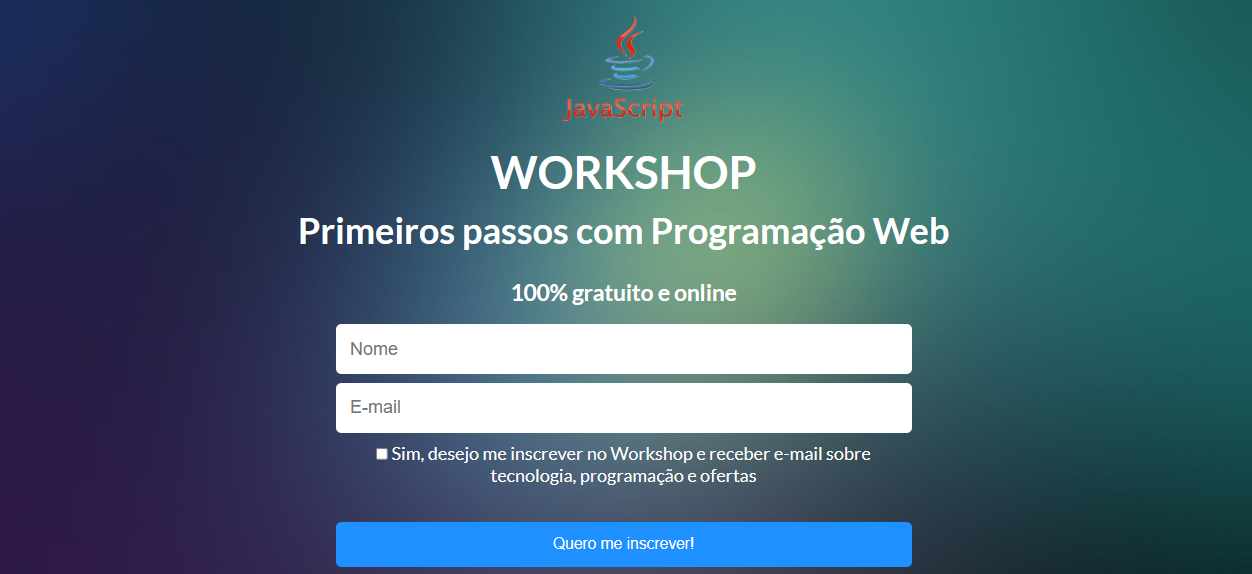 JavaScript
WORKSHOP
Primeiros passos com Programação Web
100% gratuito e online
Nome
E-mail
Sim, desejo me inscrever no Workshop e receber e-mail sobre
tecnologia, programação e ofertas
Quero me inscrever!